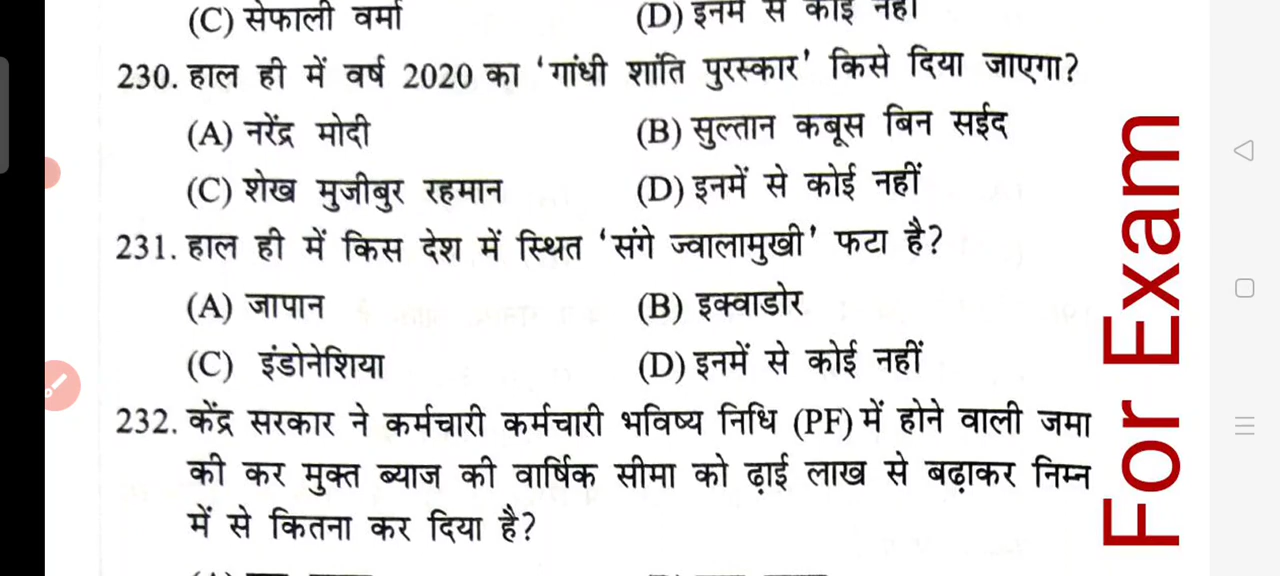 (C) सेफाली वर्मा (D) इनमें से कोई नहीं
230. हाल ही में वर्ष 2020 का ‘गांधी शांति पुरस्कार’ किसे दिया जाएगा?
(A) नरेंद्र मोदी (B) सुल्तान कबूस बिन सईद
(C) शेख मुजीबुर रहमान (D) इनमें से कोई नहीं
231. हाल ही में किस देश में स्थित ‘संगे ज्वालामुखी’ फटा है?
(A) जापान (B) इक्वाडोर
(C) इंडोनेशिया (D) इनमें से कोई नहीं
232. केंद्र सरकार ने कर्मचारी कर्मचारी भविष्य निधि (PF) में होने वाली जमा
की कर मुक्त ब्याज की वार्षिक सीमा को ढ़ाई लाख से बढ़ाकर निम्न
में से कितना कर दिया है?
For Exam